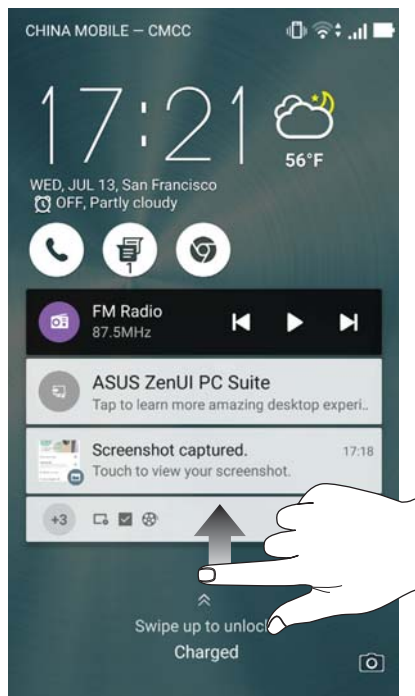 CHINA MOBILE – CMCC
17:21
56°F
WED, JUL 13, San Francisco
OFF, Partly cloudy
1
FM Radio
87.5MHz
ASUS ZenUI PC Suite
Tap to learn more amazing desktop experi..
Screenshot captured. 17:18
Touch to view your screenshot.
+3
Swipe up to unloc
Charged